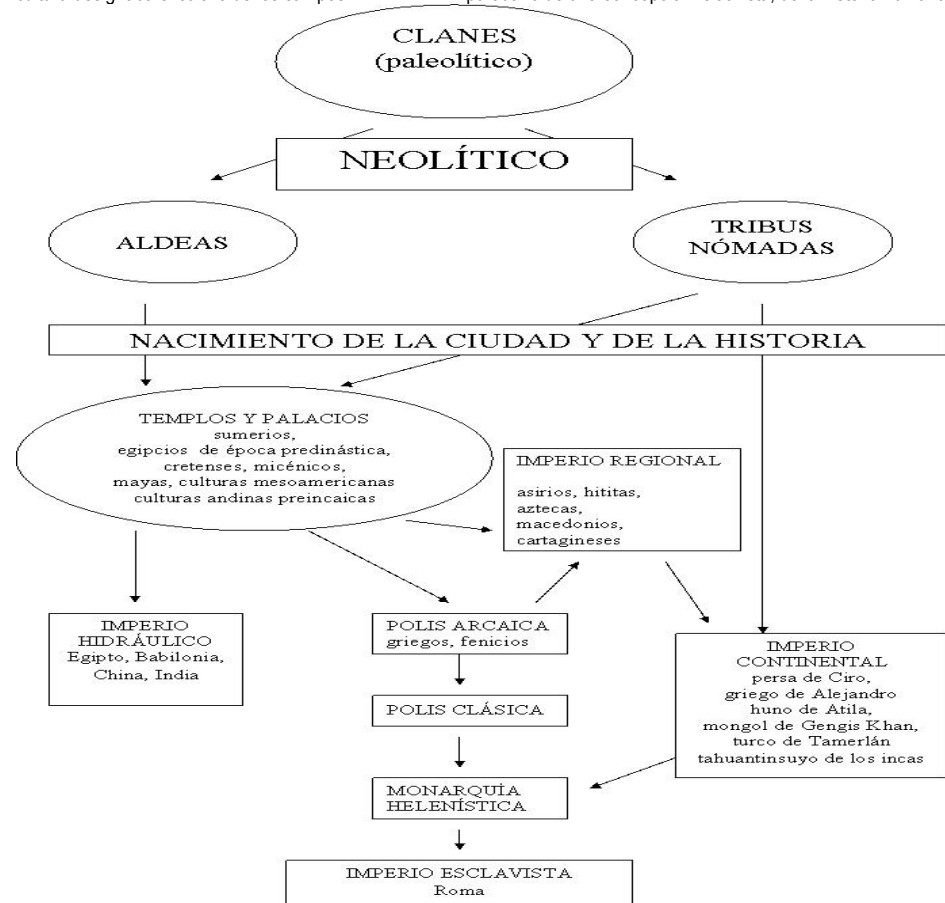 CLANES
(paleolítico)
NEOLÍTICO
ALDEAS
TRIBUS
NÓMADAS
NACIMIENTO DE LA CIUDAD Y DE LA HISTORIA
TEMPLOS Y PALACIOS
sumerios,
egipcios de época predinástica,
cretenses, micénicos,
mayas, culturas mesoamericanas
culturas andinas preincaicas
IMPERIO REGIONAL
asirios, hititas,
aztecas,
macedonios,
cartagineses
IMPERIO
HIDRÁULICO
Egipto, Babilonia,
China, India
POLIS ARCAICA
griegos, fenicios
IMPERIO
CONTINENTAL
persa de Ciro,
griego de Alejandro
huno de Atila,
mongol de Gengis Khan,
turco de Tamerlán
tahuantinsuyo de los incas
POLIS CLÁSICA
MONARQUÌA
HELENÍSTICA
IMPERIO ESCLAVISTA
Roma